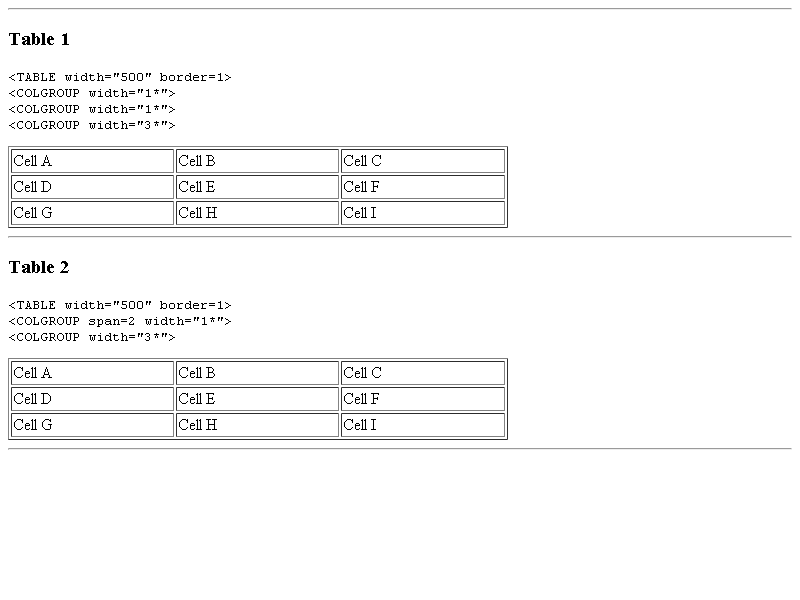 Table 1
<TABLE width="500" border=1>
<COLGROUP width="1*">
<COLGROUP width="1*">
<COLGROUP width="3*">
Cell A Cell B Cell C
Cell D Cell E Cell F
Cell G Cell H Cell I
Table 2
<TABLE width="500" border=1>
<COLGROUP span=2 width="1*">
<COLGROUP width="3*">
Cell A Cell B Cell C
Cell D Cell E Cell F
Cell G Cell H Cell I